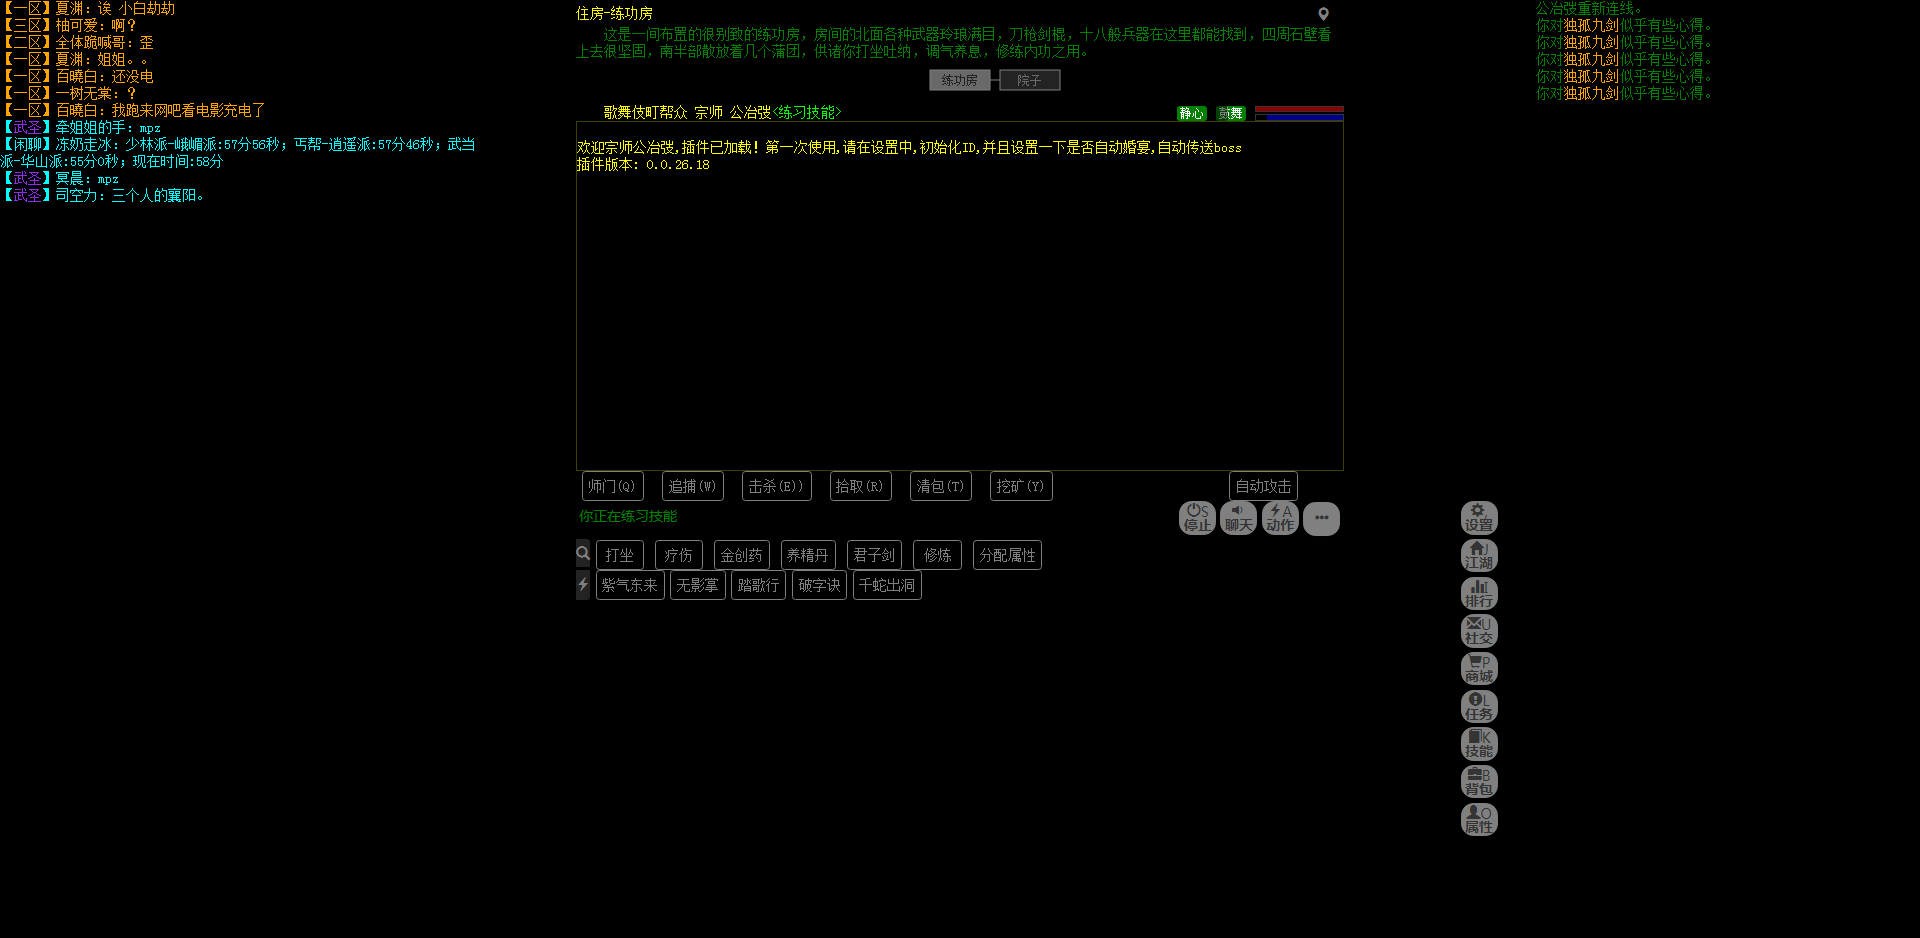 【一区】夏渊：诶 小白劫劫
【三区】柚可爱：啊？
【二区】全体跪喊哥：歪
【一区】夏渊：姐姐。。
【一区】百曉白：还没电
【一区】一树无棠：？
【一区】百曉白：我跑来网吧看电影充电了
【武圣】牵姐姐的手：mpz
【闲聊】冻奶走冰：少林派-峨嵋派:57分56秒；丐帮-逍遥派:57分46秒；武当
派-华山派:55分0秒；现在时间:58分
【武圣】冥晨：mpz
【武圣】司空力：三个人的襄阳。
住房-练功房
这是一间布置的很别致的练功房，房间的北面各种武器玲琅满目，刀枪剑棍，十八般兵器在这里都能找到，四周石壁看
上去很坚固，南半部散放着几个蒲团，供诸你打坐吐纳，调气养息，修练内功之用。
练功房 院子
歌舞伎町帮众 宗师 公冶弢<练习技能>
静心 鼓舞
欢迎宗师公冶弢,插件已加载！第一次使用,请在设置中,初始化ID,并且设置一下是否自动婚宴,自动传送boss
插件版本: 0.0.26.18
师门(Q) 追捕(W) 击杀(E)) 拾取(R) 清包(T) 挖矿(Y) 自动攻击
你正在练习技能
S
停止
聊天
A
动作
打坐 疗伤 金创药 养精丹 君子剑 修炼 分配属性
紫气东来 无影掌 踏歌行 破字诀 千蛇出洞
公冶弢重新连线。
你对独孤九剑似乎有些心得。
你对独孤九剑似乎有些心得。
你对独孤九剑似乎有些心得。
你对独孤九剑似乎有些心得。
你对独孤九剑似乎有些心得。
设置
J
江湖
I
排行
U
社交
P
商城
L
任务
K
技能
B
背包
O
属性